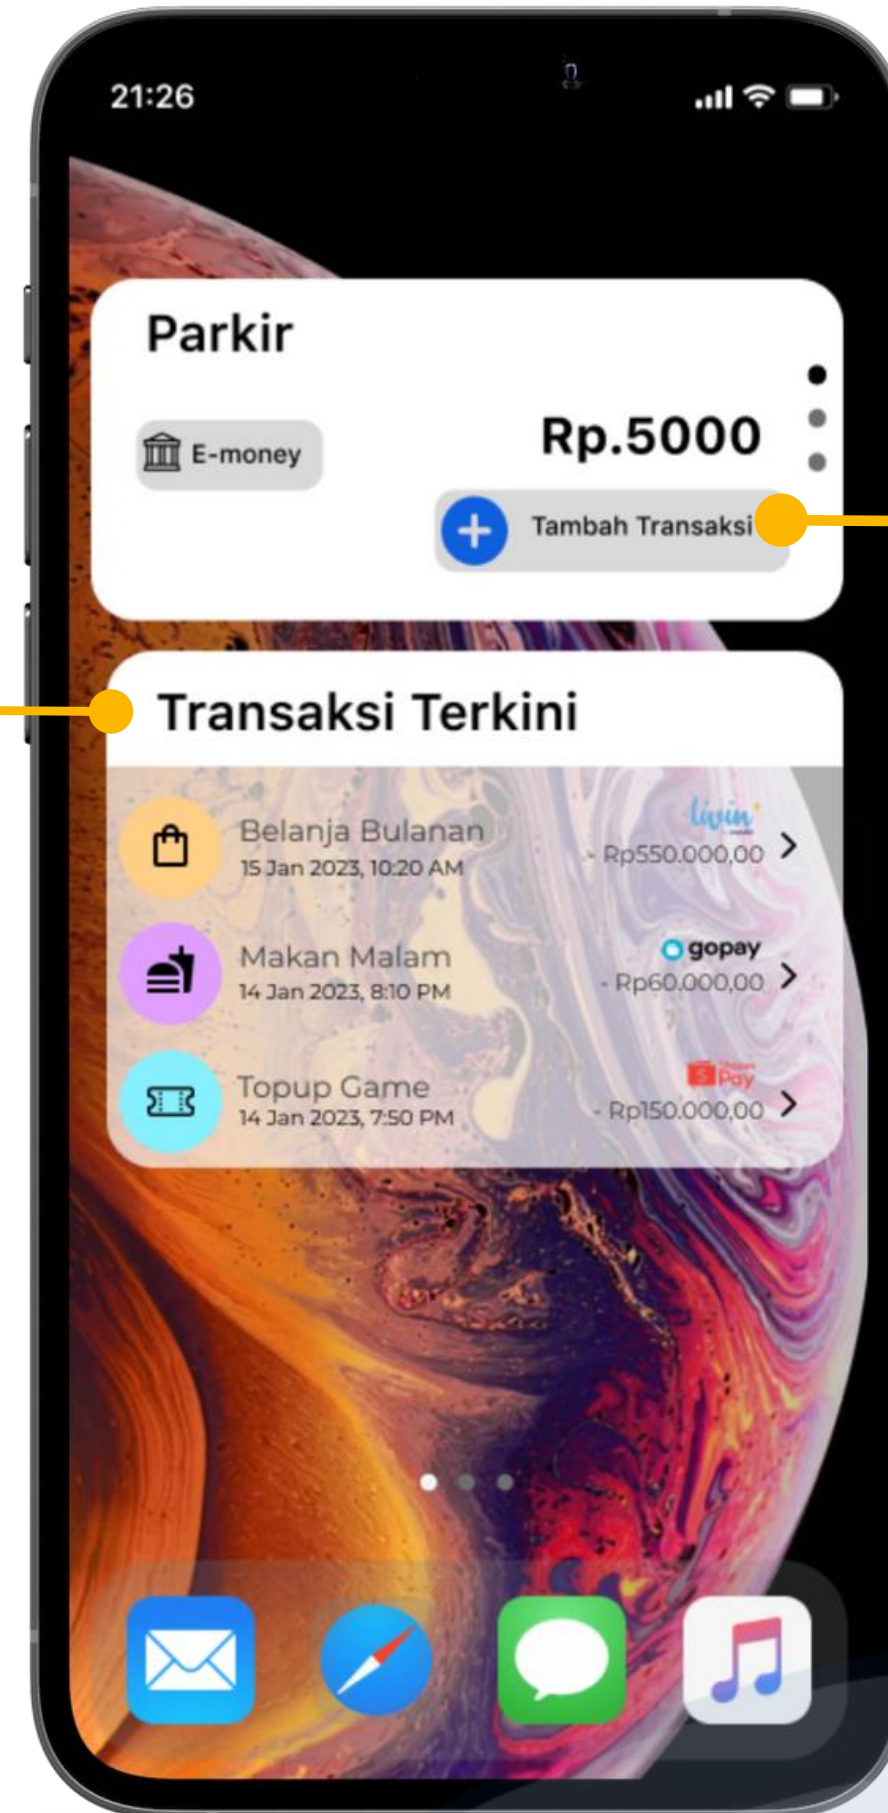 21:26
Parkir
E-money
Rp.5000
Tambah Transaksi
Transaksi Terkini
Belanja Bulanan
15 Jan 2023, 10:20 AM
livin'
- Rp550.000,00
Makan Malam
14 Jan 2023, 8:10 PM
gopay
- Rp60.000,00
Topup Game
14 Jan 2023, 7:50 PM
S Pay
- Rp150.000,00